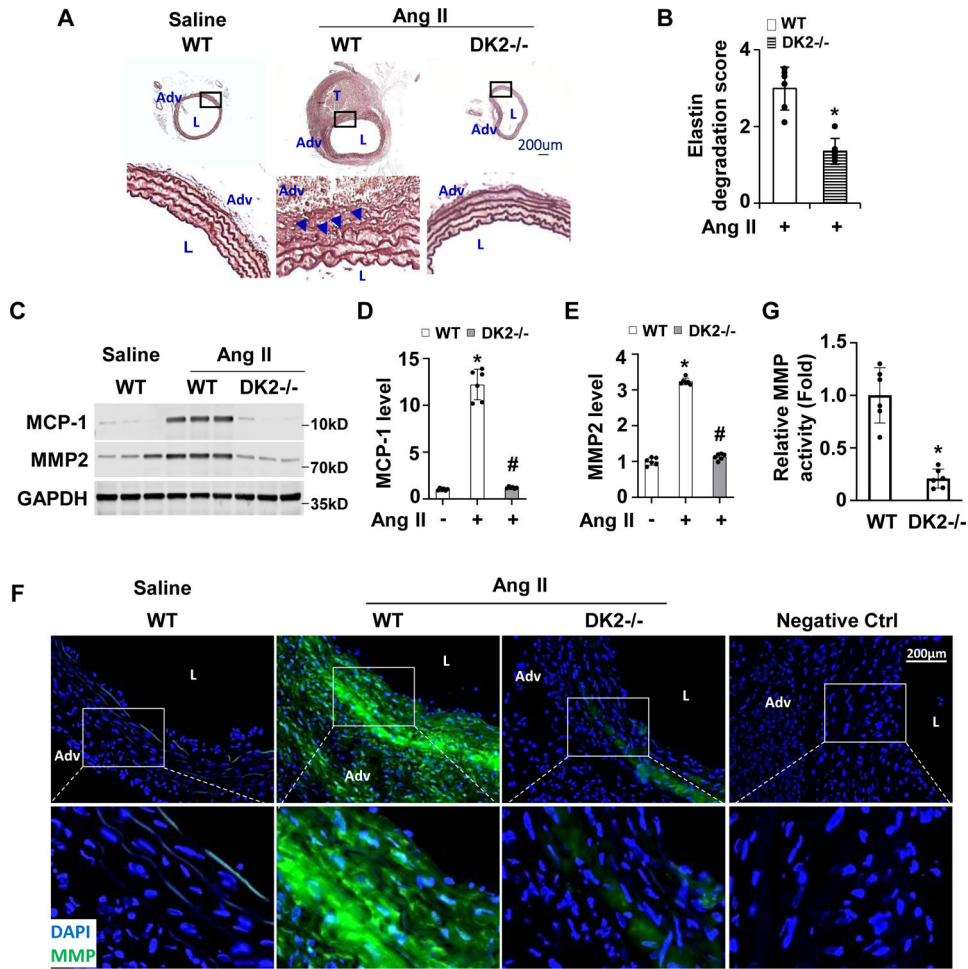 A
Saline
WT
Ang II
WT
DK2-/-
Adv
L
T
Adv
L
Adv
L
200um
Adv
L
Adv
L
Adv
L
B
WT
DK2-/-
Elastin
degradation score
4
2
0
*
Ang II + +
C
Saline
Ang II
WT WT DK2-/-
MCP-1
–10kD
MMP2
–70kD
GAPDH
–35kD
D
WT DK2-/-
MCP-1 level
15
10
5
0
*
#
Ang II - + +
E
WT DK2-/-
MMP2 level
4
3
2
1
0
*
#
Ang II - + +
G
Relative MMP
activity (Fold)
1.5
1.0
0.5
0.0
*
WT DK2-/-
F
Saline
Ang II
WT WT DK2-/- Negative Ctrl
L
Adv
L
Adv
Adv
L
200µm
Adv
L
DAPI
MMP